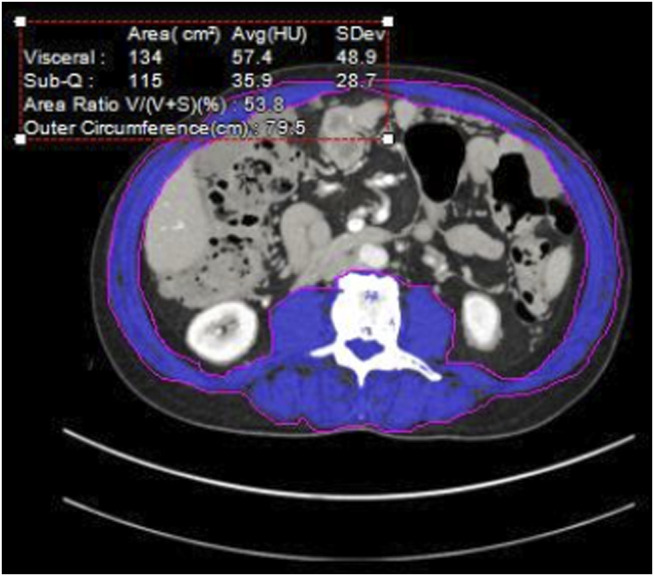 Area( cm²) Avg(HU) SDev
Visceral : 134 57.4 48.9
Sub-Q : 115 35.9 28.7
Area Ratio V/(V+S)(%) : 53.8
Outer Circumference(cm) : 79.5